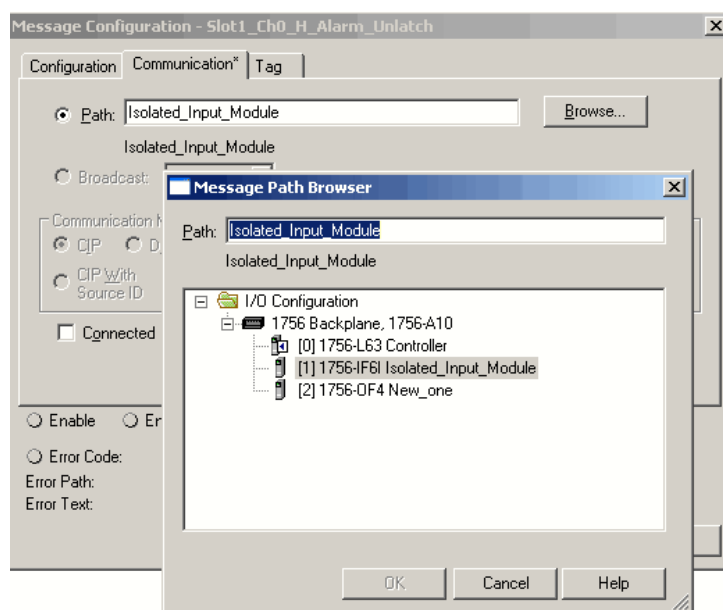 Message Configuration - Slot1_Ch0_H_Alarm_Unlatch
Configuration Communication* Tag
Path: Isolated_Input_Module Browse...
Isolated_Input_Module
Broadcast:
Message Path Browser
Path: Isolated_Input_Module
Isolated_Input_Module
Communication
CIP D
CIP With
Source ID
Connected
I/O Configuration
1756 Backplane, 1756-A10
[0] 1756-L63 Controller
[1] 1756-IF6I Isolated_Input_Module
[2] 1756-OF4 New_one
Enable Er
Error Code:
Error Path:
Error Text:
OK Cancel Help